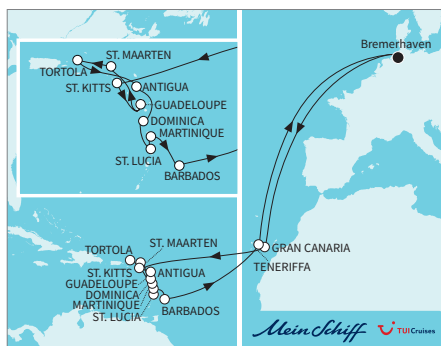 Bremerhaven
ST. MAARTEN
TORTOLA
ST. KITTS
ANTIGUA
GUADELOUPE
DOMINICA
MARTINIQUE
ST. LUCIA
BARBADOS
GRAN CANARIA
TENERIFFA
TORTOLA
ST. MAARTEN
ST. KITTS
ANTIGUA
GUADELOUPE
DOMINICA
MARTINIQUE
ST. LUCIA
BARBADOS
Mein Schiff
TUI Cruises